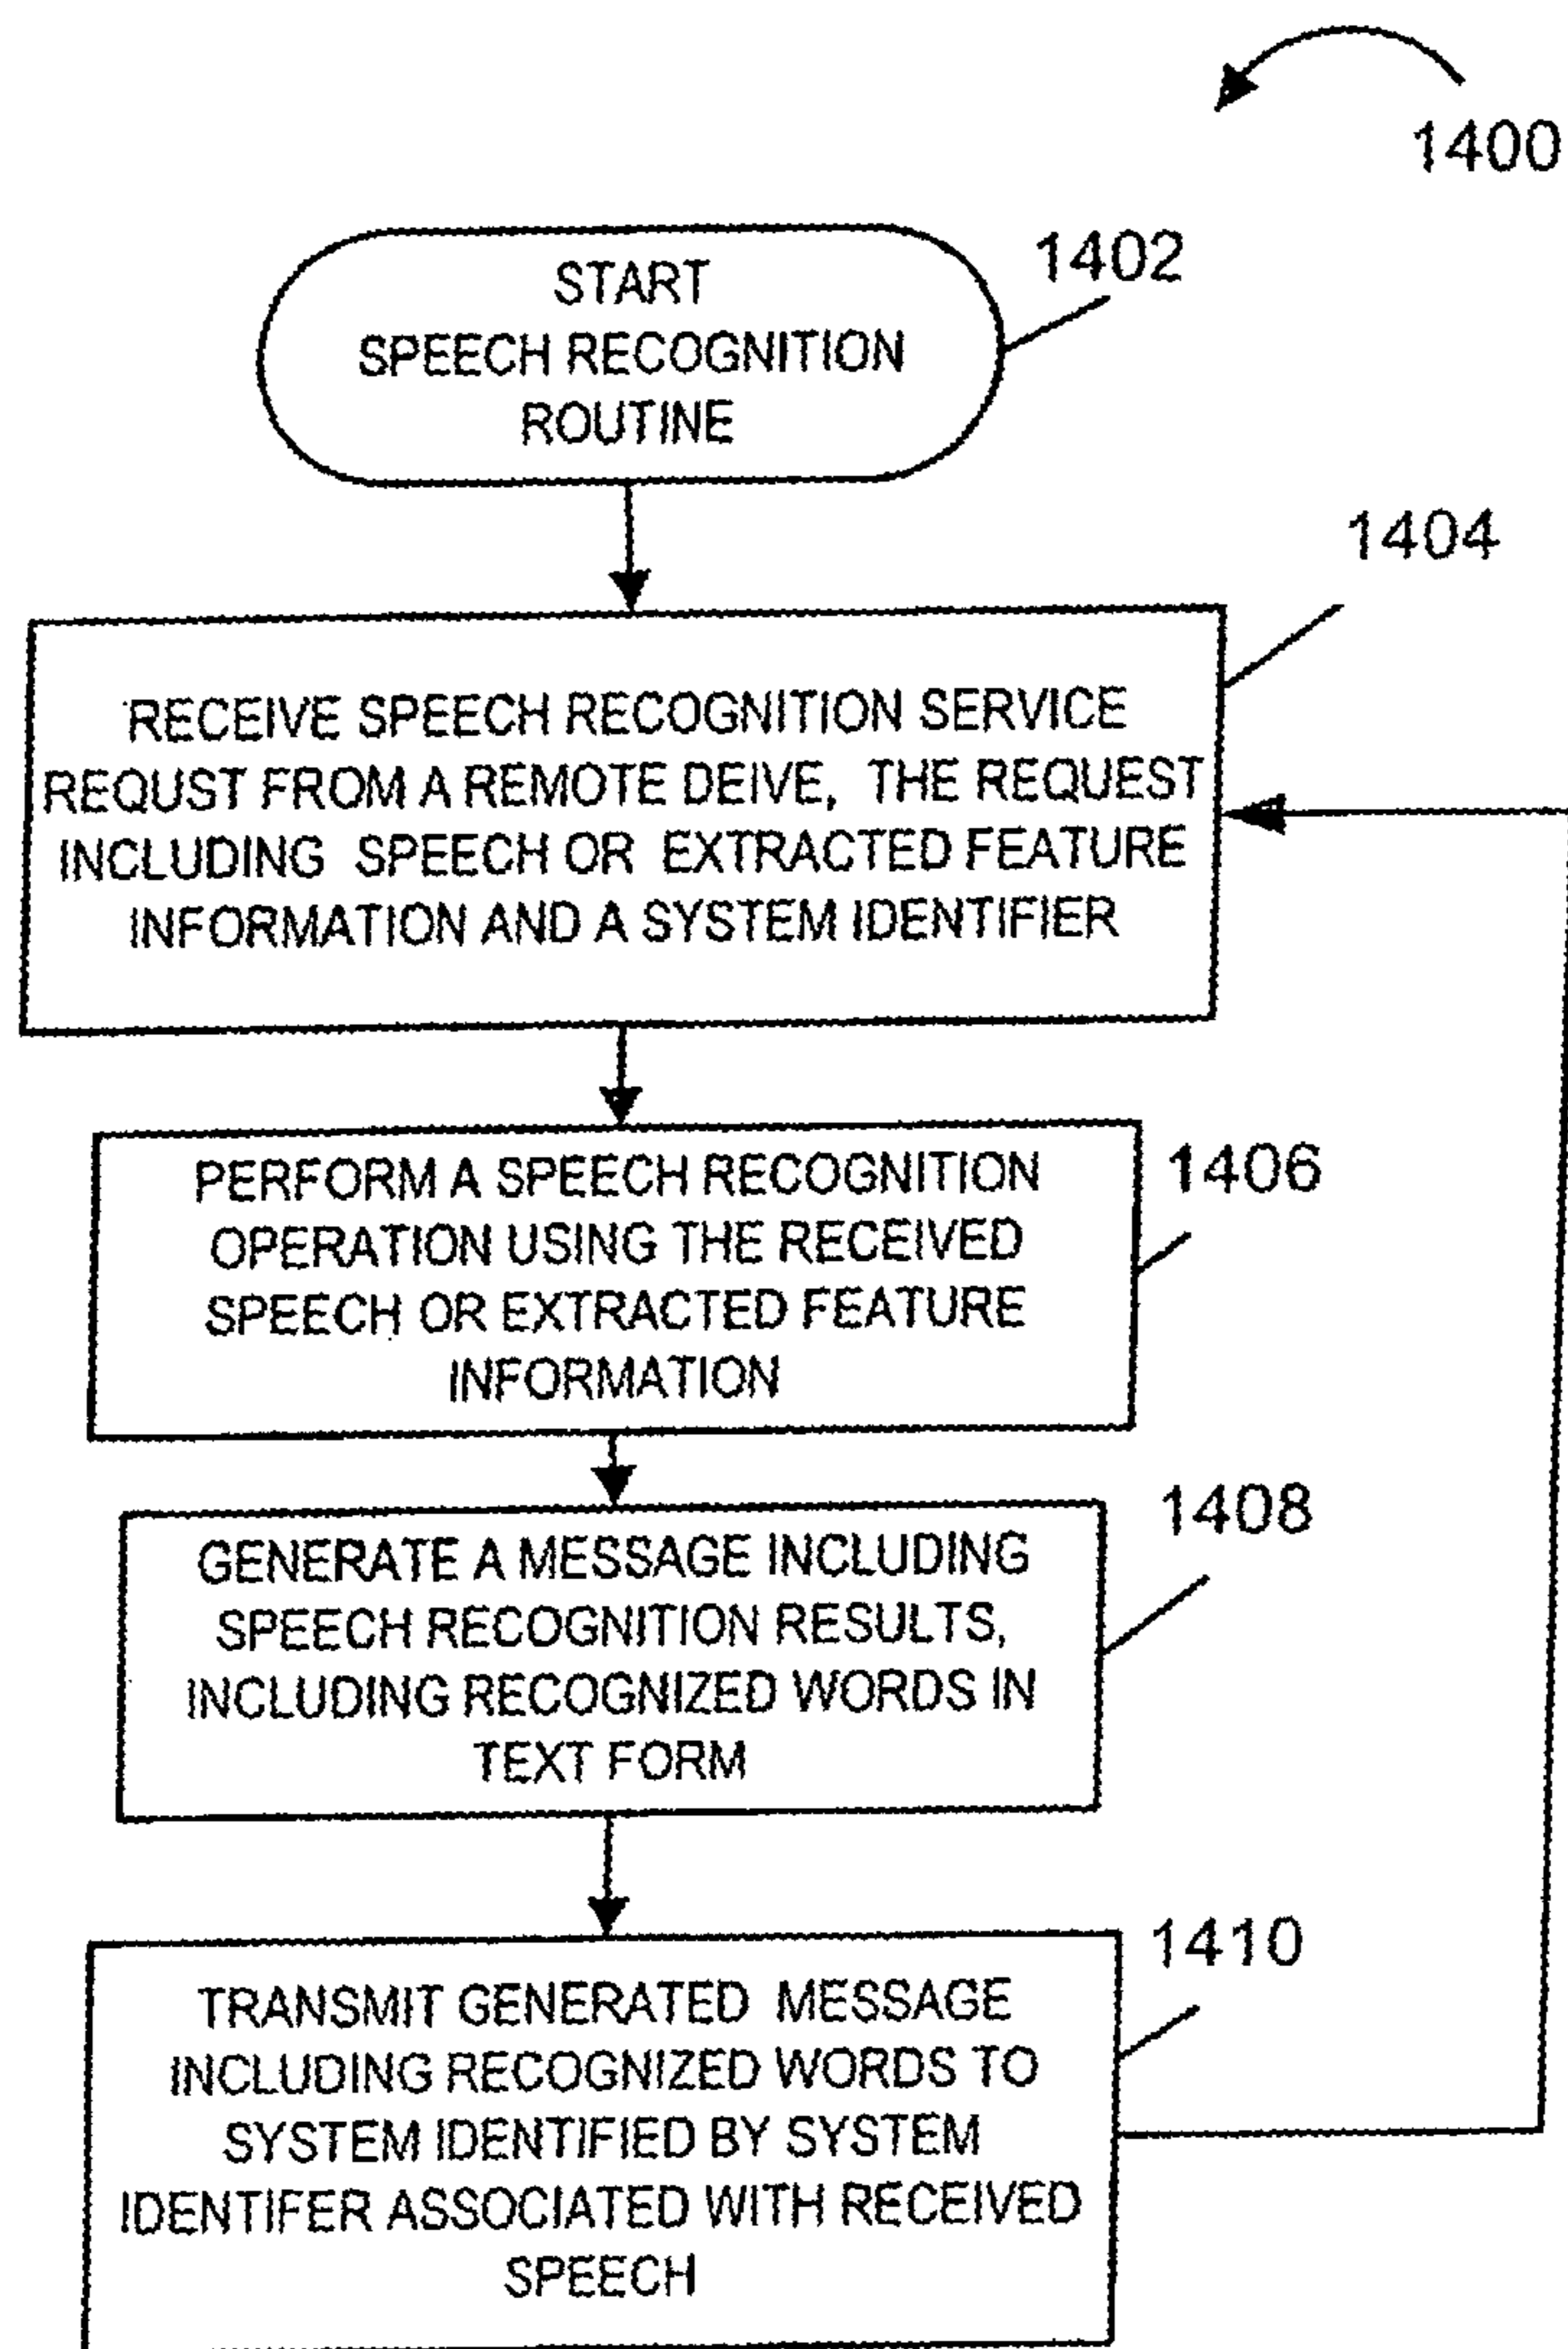 1400
1402
START
SPEECH RECOGNITION
ROUTINE
1404
RECEIVE SPEECH RECOGNITION SERVICE
REQUST FROM A REMOTE DEIVE, THE REQUEST
INCLUDING SPEECH OR EXTRACTED FEATURE
INFORMATION AND A SYSTEM IDENTIFIER
1406
PERFORM A SPEECH RECOGNITION
OPERATION USING THE RECEIVED
SPEECH OR EXTRACTED FEATURE
INFORMATION
1408
GENERATE A MESSAGE INCLUDING
SPEECH RECOGNITION RESULTS,
INCLUDING RECOGNIZED WORDS IN
TEXT FORM
1410
TRANSMIT GENERATED MESSAGE
INCLUDING RECOGNIZED WORDS TO
SYSTEM IDENTIFIED BY SYSTEM
IDENTIFER ASSOCIATED WITH RECEIVED
SPEECH